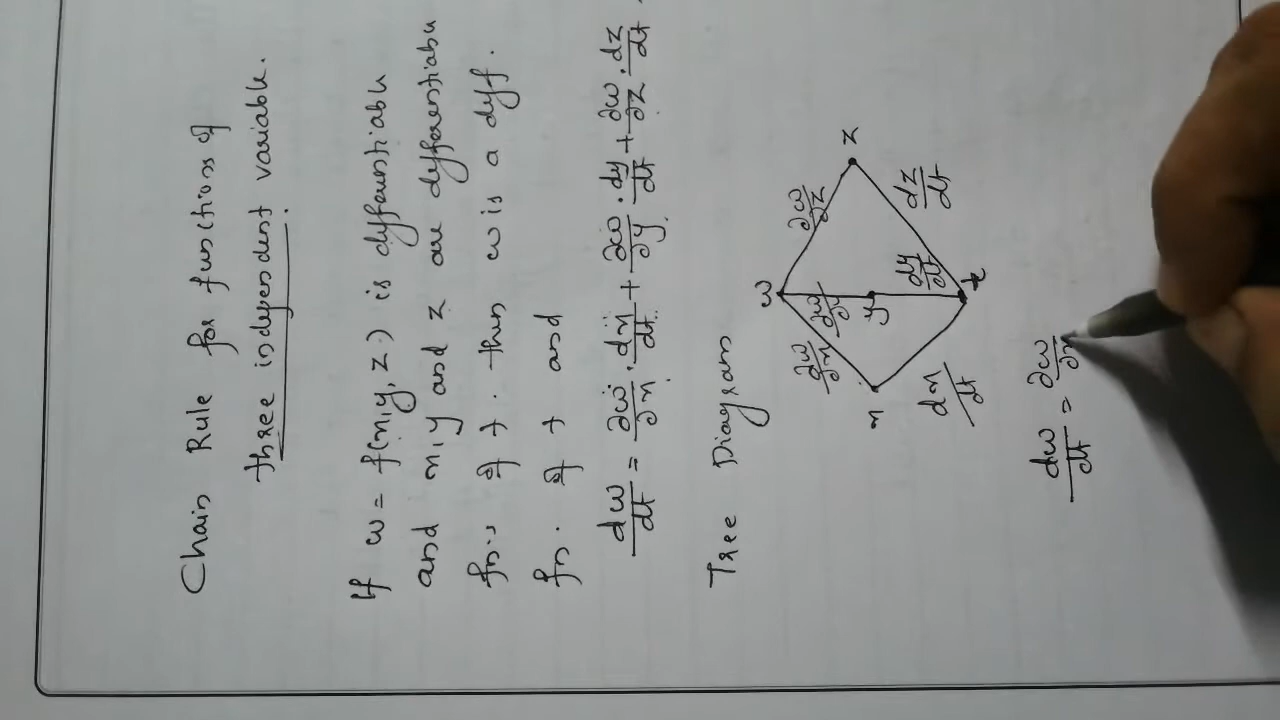 Chain Rule for functions of
three independent variable.
If w = f(x, y, z) is differentiable
and x, y and z are differentiable
fn.s of t. then w is a diff.
fn. of t and
dw/dt = ∂w/∂x · dx/dt + ∂w/∂y · dy/dt + ∂w/∂z · dz/dt.
Tree Diagram
w
∂w/∂x ∂w/∂y ∂w/∂z
x y z
dx/dt dy/dt dz/dt
t
dw/dt = ∂w/∂x